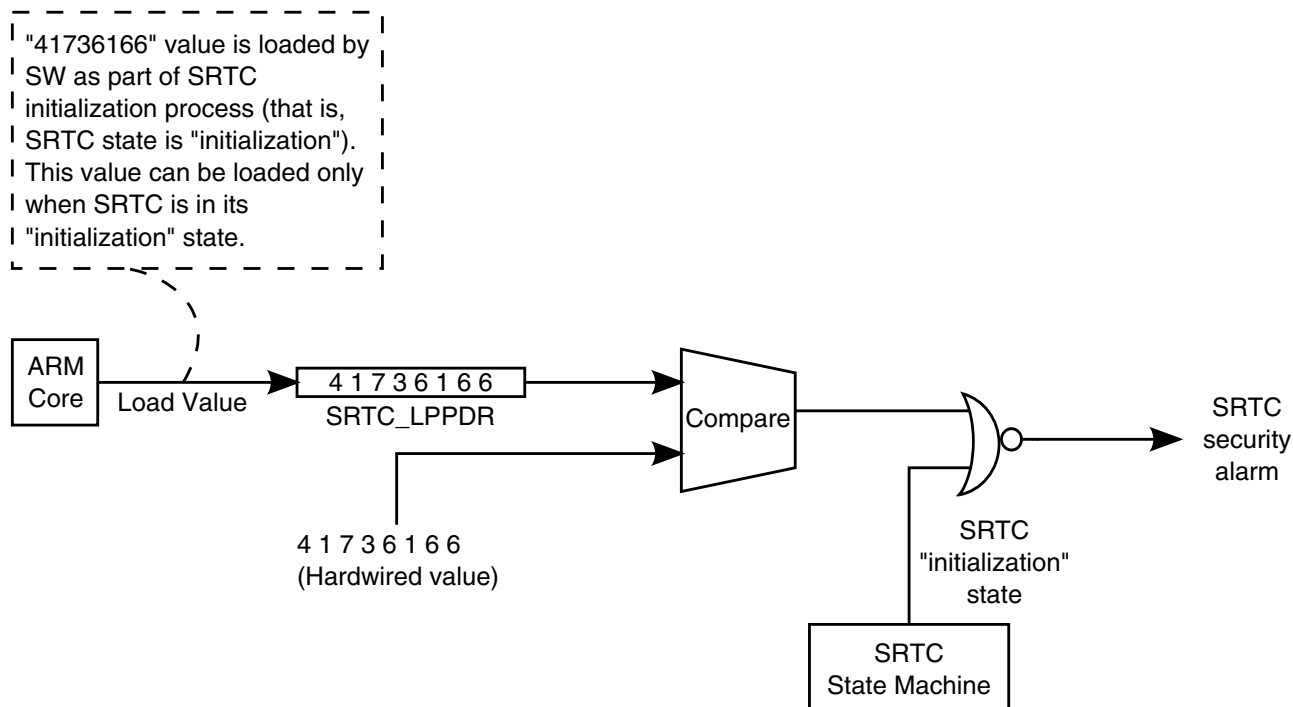 "41736166" value is loaded by
SW as part of SRTC
initialization process (that is,
SRTC state is "initialization").
This value can be loaded only
when SRTC is in its
"initialization" state.
ARM
Core
Load Value
4 1 7 3 6 1 6 6
SRTC_LPPDR
4 1 7 3 6 1 6 6
(Hardwired value)
Compare
SRTC
security
alarm
SRTC
"initialization"
state
SRTC
State Machine